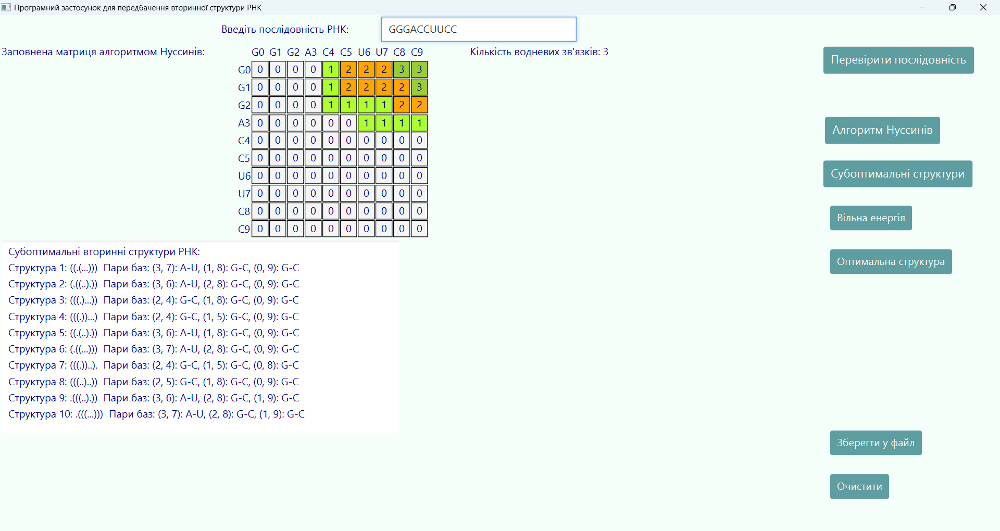 Програмний застосунок для передбачення вторинної структури РНК
Введіть послідовність РНК: GGGACCUUCC
Заповнена матриця алгоритмом Нуссинів:
G0 G1 G2 A3 C4 C5 U6 U7 C8 C9
G0 0 0 0 0 1 2 2 2 3 3
G1 0 0 0 0 1 2 2 2 2 3
G2 0 0 0 0 1 1 1 1 2 2
A3 0 0 0 0 0 0 1 1 1 1
C4 0 0 0 0 0 0 0 0 0 0
C5 0 0 0 0 0 0 0 0 0 0
U6 0 0 0 0 0 0 0 0 0 0
U7 0 0 0 0 0 0 0 0 0 0
C8 0 0 0 0 0 0 0 0 0 0
C9 0 0 0 0 0 0 0 0 0 0
Кількість водневих зв'язків: 3
Субоптимальні вторинні структури РНК:
Структура 1: ((.(...))) Пари баз: (3, 7): A-U, (1, 8): G-C, (0, 9): G-C
Структура 2: (.((..).)) Пари баз: (3, 6): A-U, (2, 8): G-C, (0, 9): G-C
Структура 3: (((.)...)) Пари баз: (2, 4): G-C, (1, 8): G-C, (0, 9): G-C
Структура 4: (((.))...) Пари баз: (2, 4): G-C, (1, 5): G-C, (0, 9): G-C
Структура 5: ((.(..).)) Пари баз: (3, 6): A-U, (1, 8): G-C, (0, 9): G-C
Структура 6: (.((...))) Пари баз: (3, 7): A-U, (2, 8): G-C, (0, 9): G-C
Структура 7: (((.))..). Пари баз: (2, 4): G-C, (1, 5): G-C, (0, 8): G-C
Структура 8: (((..)..)) Пари баз: (2, 5): G-C, (1, 8): G-C, (0, 9): G-C
Структура 9: .(((..).)) Пари баз: (3, 6): A-U, (2, 8): G-C, (1, 9): G-C
Структура 10: .(((...))) Пари баз: (3, 7): A-U, (2, 8): G-C, (1, 9): G-C
Перевірити послідовність
Алгоритм Нуссинів
Субоптимальні структури
Вільна енергія
Оптимальна структура
Зберегти у файл
Очистити